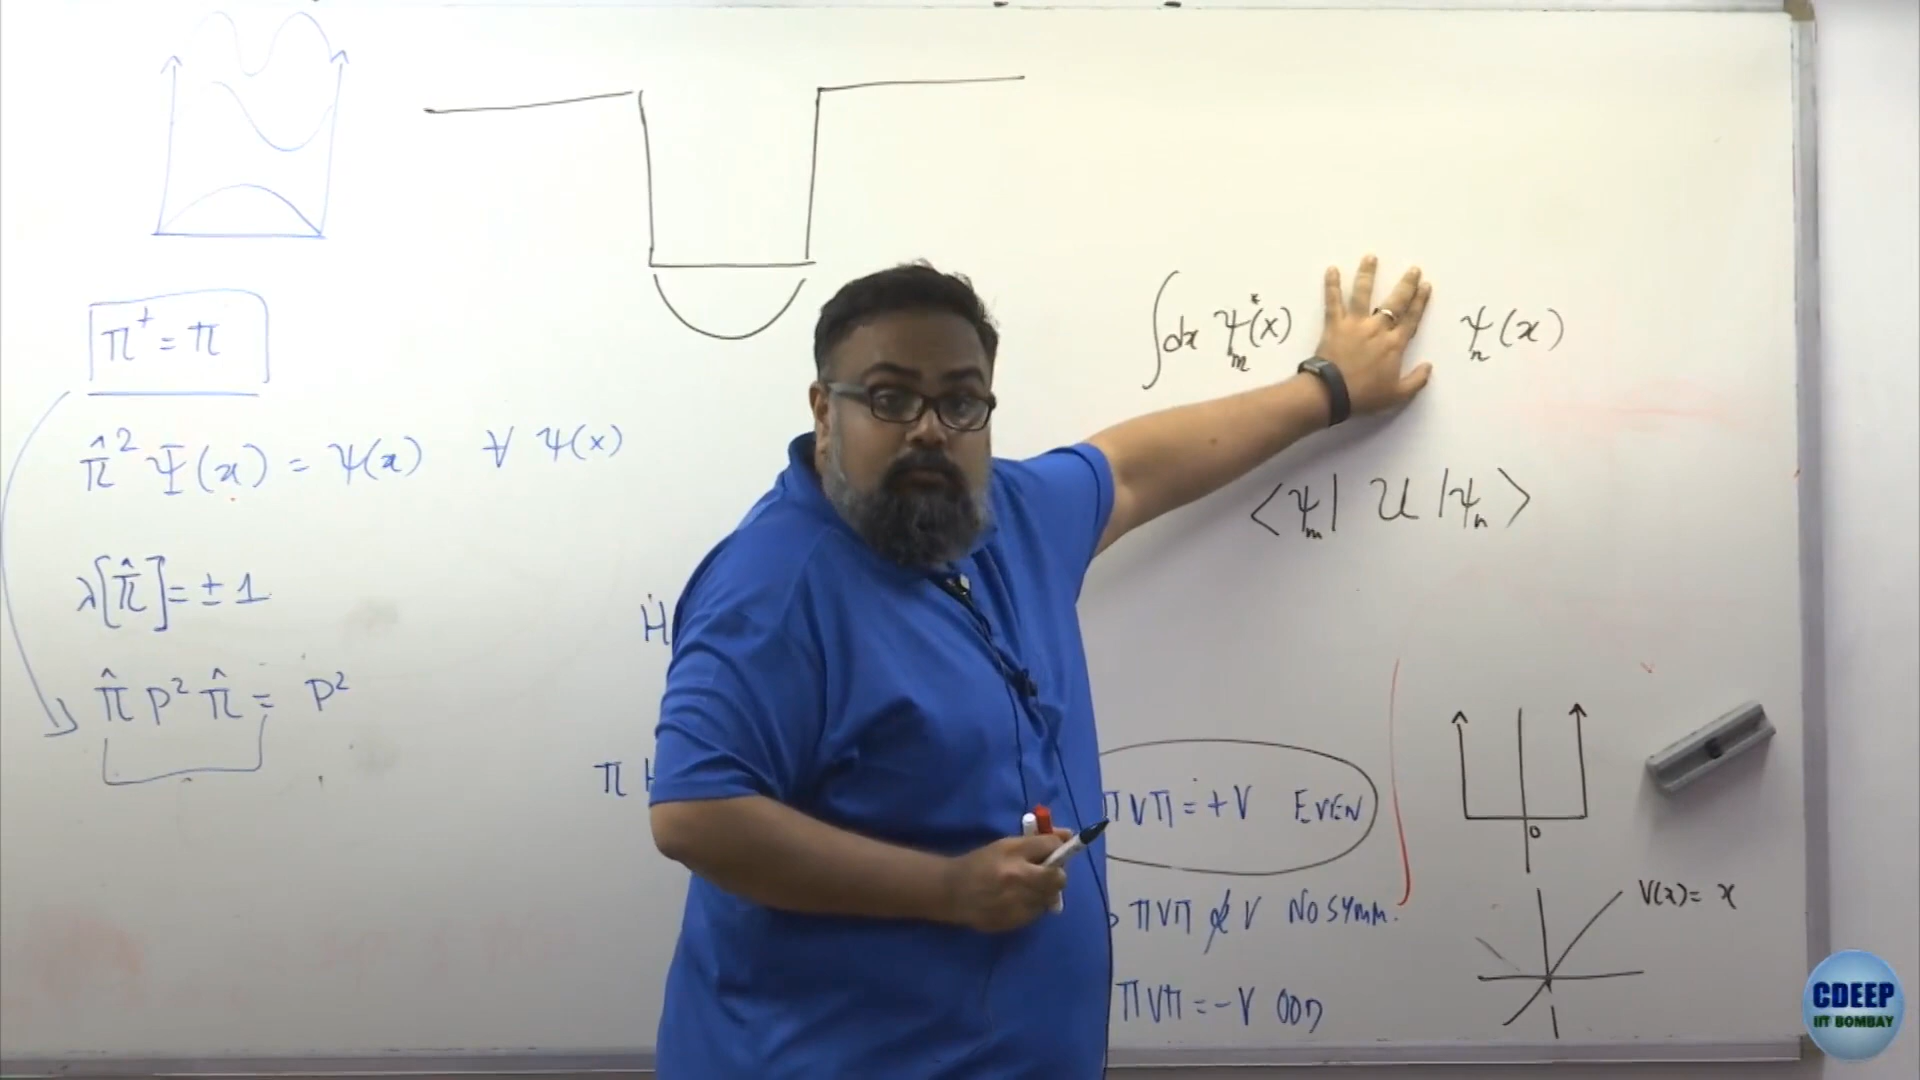 π† = π
π̂² Ψ(x) = ψ(x) ∀ ψ(x)
λ[π̂] = ± 1
π̂ P² π̂ = P²
∫dx ψₘ*(x) ψₙ(x)
⟨ψₘ| U |ψₙ⟩
H
π H
πVπ = +V EVEN
πVπ V NO SYMM.
πVπ = -V ODD
0
V(x) = x
CDEEP
IIT BOMBAY